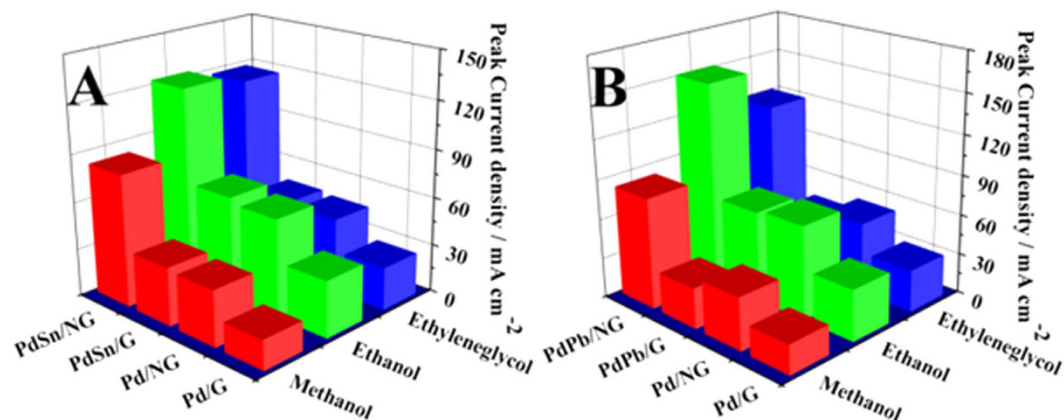 A
150
120
90
60
30
0
Peak Current density / mA cm-2
PdSn/NG
PdSn/G
Pd/NG
Pd/G
Methanol
Ethanol
Ethyleneglycol
B
180
150
120
90
60
30
0
Peak Current density / mA cm-2
PdPb/NG
PdPb/G
Pd/NG
Pd/G
Methanol
Ethanol
Ethyleneglycol